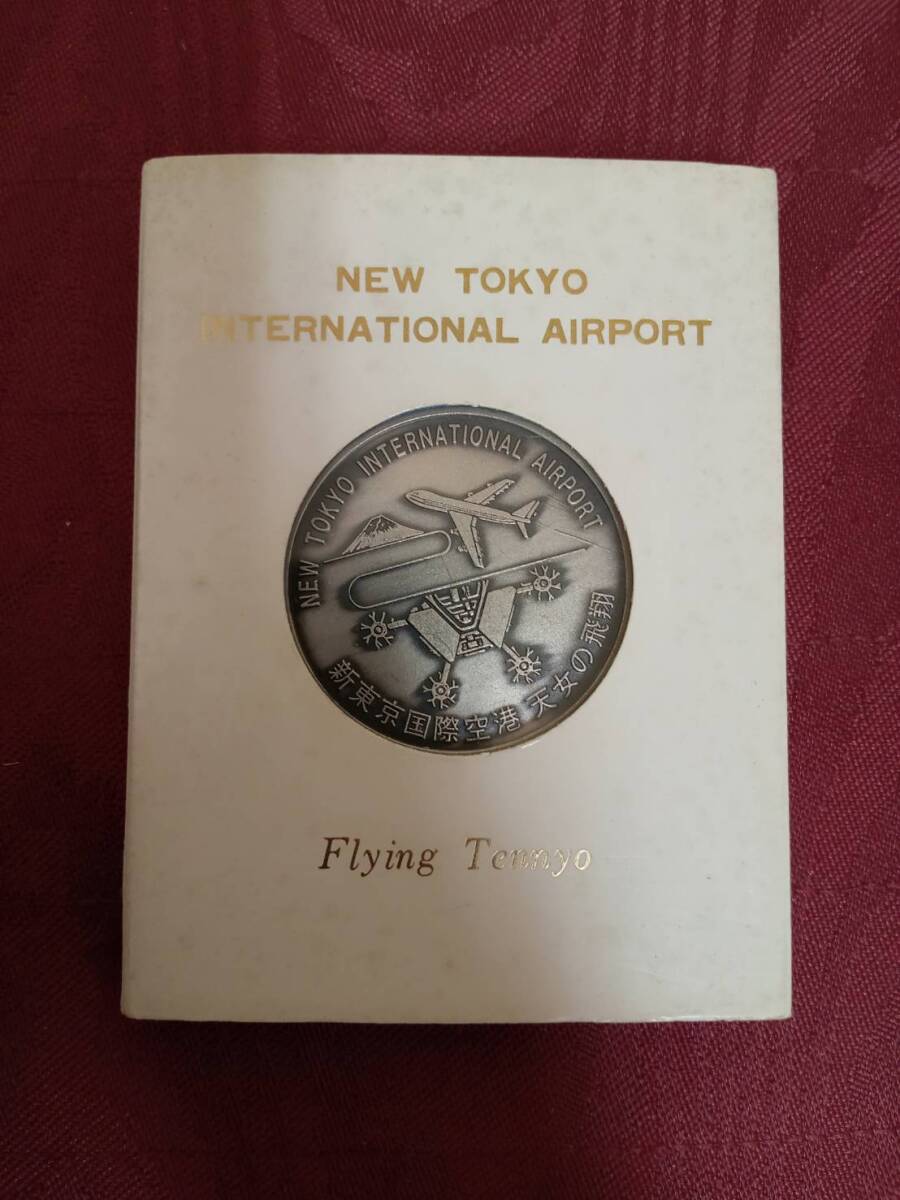 NEW TOKYO
INTERNATIONAL AIRPORT
NEW TOKYO INTERNATIONAL AIRPORT
新東京国際空港 天女の飛翔
Flying Tennyo